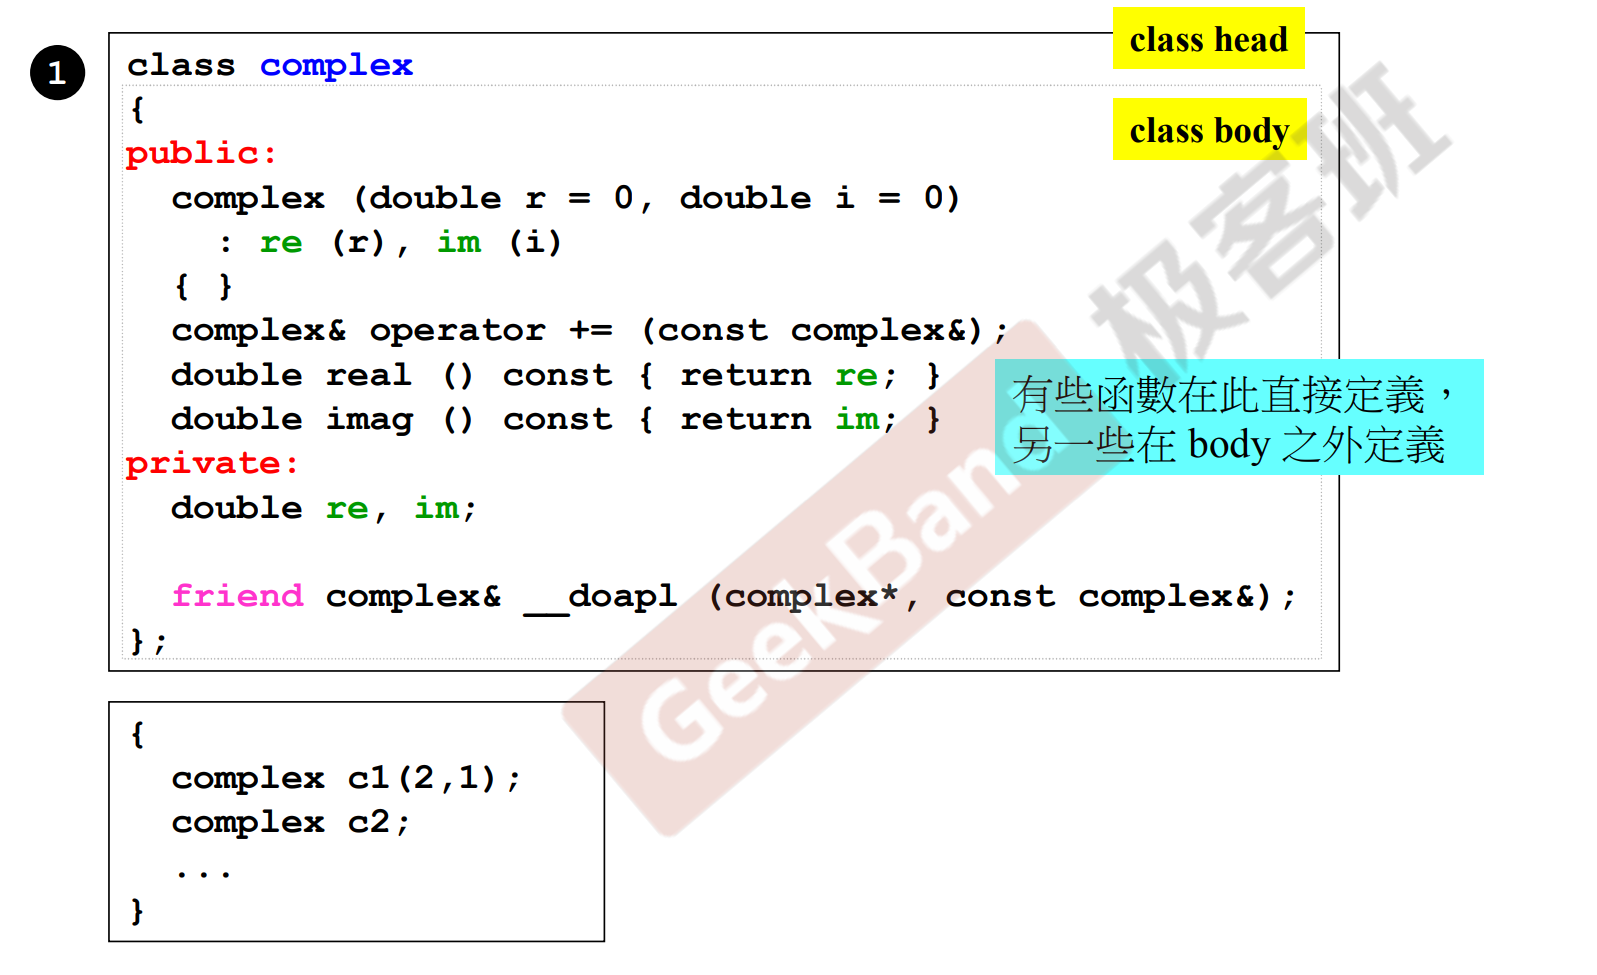 1
class complex
class head
{
class body
public:
  complex (double r = 0, double i = 0)
    : re (r), im (i)
  { }
  complex& operator += (const complex&);
  double real () const { return re; }
  double imag () const { return im; }
有些函數在此直接定義，
另一些在 body 之外定義
private:
  double re, im;
  friend complex& __doapl (complex*, const complex&);
};
{
  complex c1(2,1);
  complex c2;
  ...
}
GeekBand 极客班